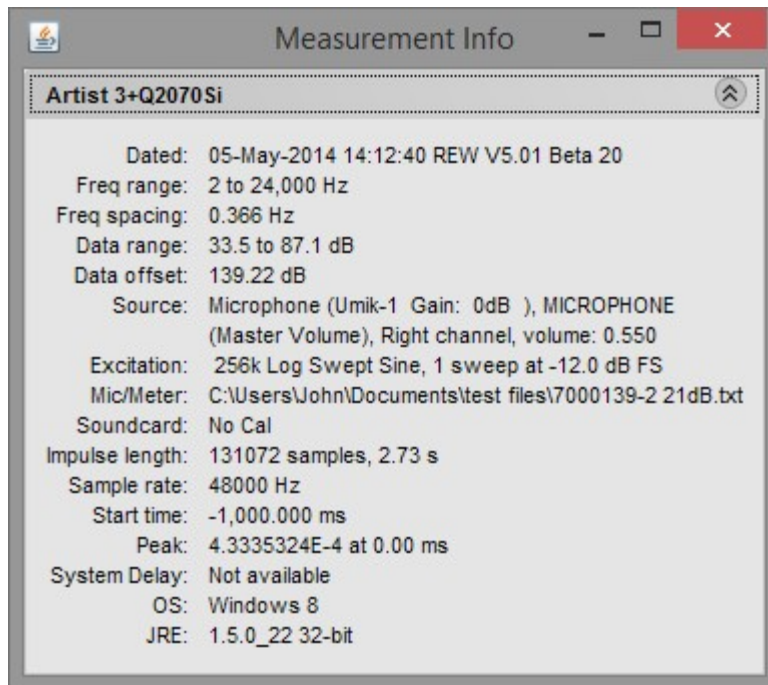 Measurement Info
Artist 3+Q2070Si
Dated: 05-May-2014 14:12:40 REW V5.01 Beta 20
Freq range: 2 to 24,000 Hz
Freq spacing: 0.366 Hz
Data range: 33.5 to 87.1 dB
Data offset: 139.22 dB
Source: Microphone (Umik-1 Gain: 0dB ), MICROPHONE
(Master Volume), Right channel, volume: 0.550
Excitation: 256k Log Swept Sine, 1 sweep at -12.0 dB FS
Mic/Meter: C:\Users\John\Documents\test files\7000139-2 21dB.txt
Soundcard: No Cal
Impulse length: 131072 samples, 2.73 s
Sample rate: 48000 Hz
Start time: -1,000.000 ms
Peak: 4.3335324E-4 at 0.00 ms
System Delay: Not available
OS: Windows 8
JRE: 1.5.0_22 32-bit